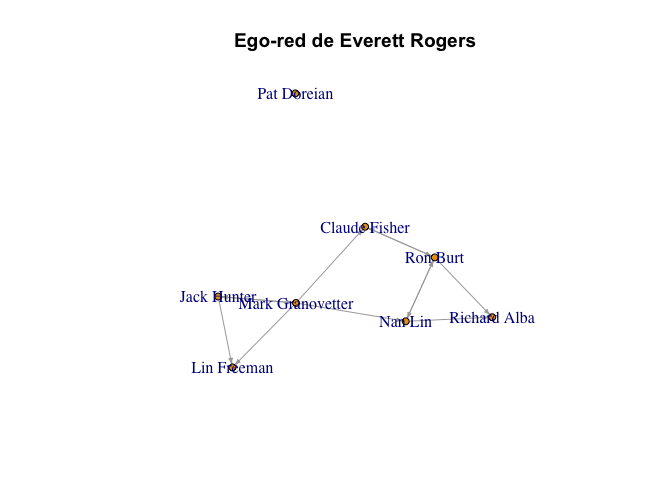 Ego-red de Everett Rogers
Pat Doreian
Claude Fisher
Ron Burt
Jack Hunter
Mark Granovetter
Nan Lin
Richard Alba
Lin Freeman